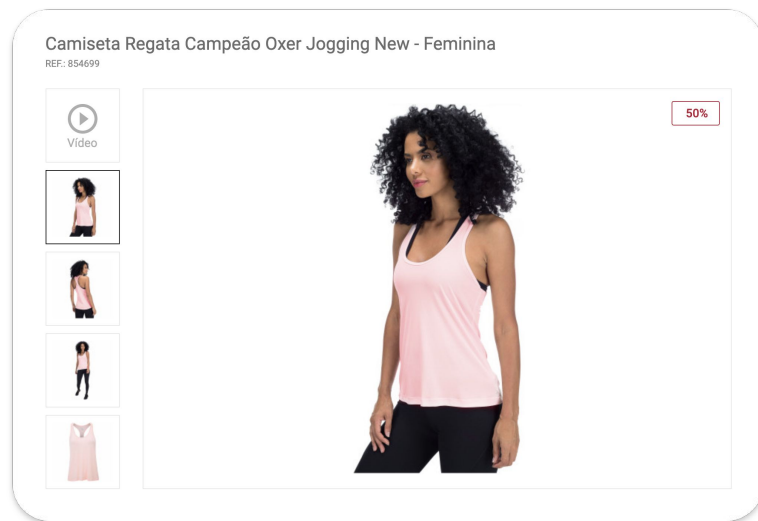 Camiseta Regata Campeão Oxer Jogging New - Feminina
REF.: 854699
Vídeo
50%